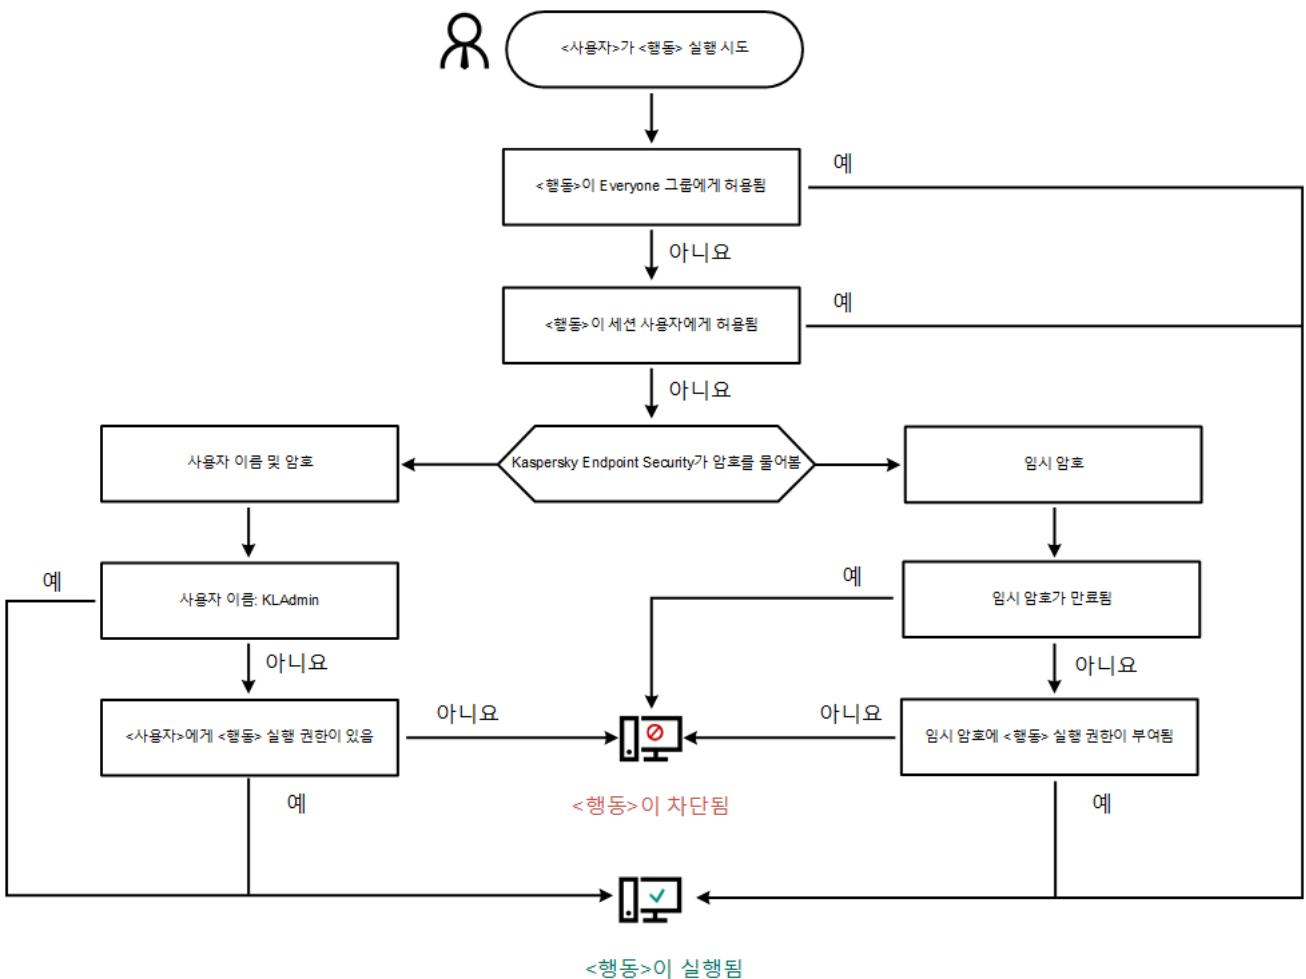 <사용자>가 <행동> 실행 시도
예
<행동>이 Everyone 그룹에게 허용됨
아니요
예
<행동>이 세션 사용자에게 허용됨
아니요
사용자 이름 및 암호
Kaspersky Endpoint Security가 암호를 물어봄
임시 암호
예
사용자 이름: KLAdmin
예
임시 암호가 만료됨
아니요
아니요
<사용자>에게 <행동> 실행 권한이 있음
아니요
아니요
임시 암호에 <행동> 실행 권한이 부여됨
예
<행동>이 차단됨
예
<행동>이 실행됨